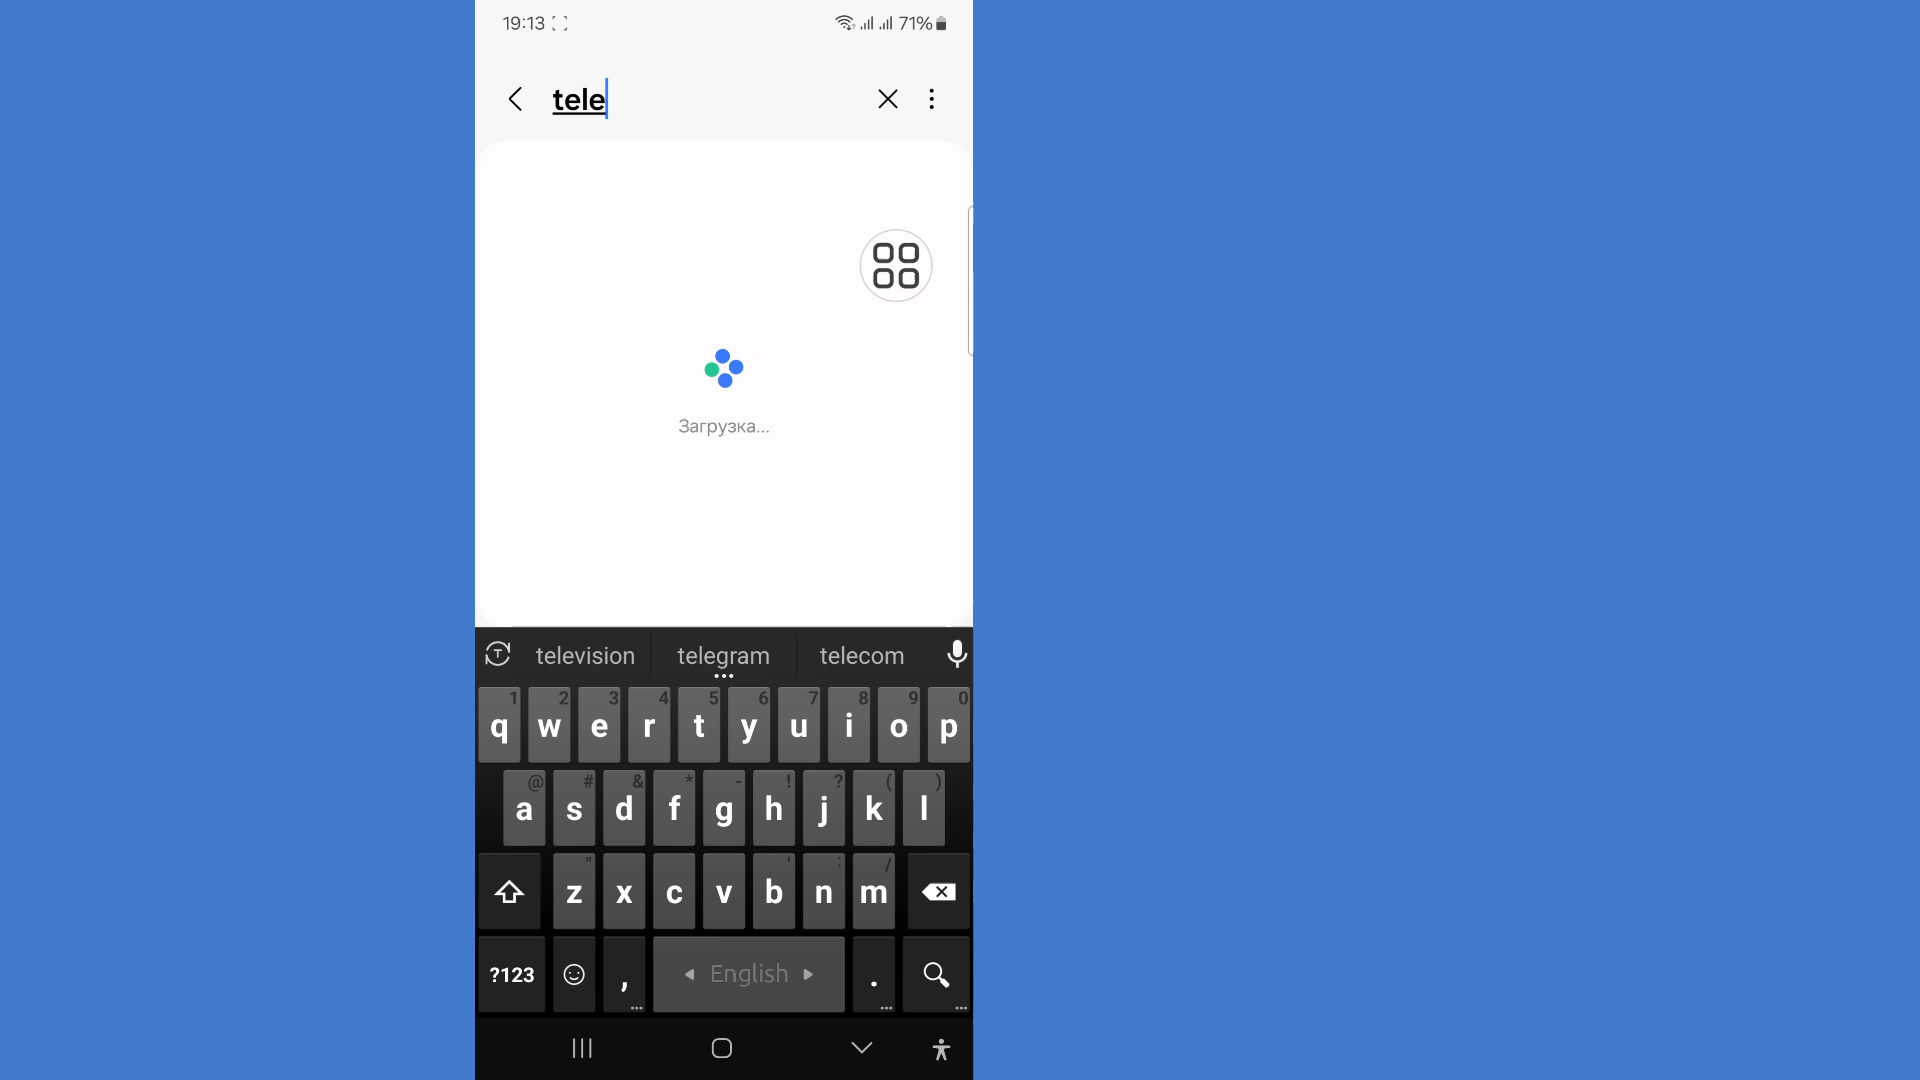 19:13 71%
tele
Загрузка...
television telegram telecom
1 2 3 4 5 6 7 8 9 0
q w e r t y u i o p
@ # & * - ! ? ( )
a s d f g h j k l
" ' : /
z x c v b n m
?123 , English .